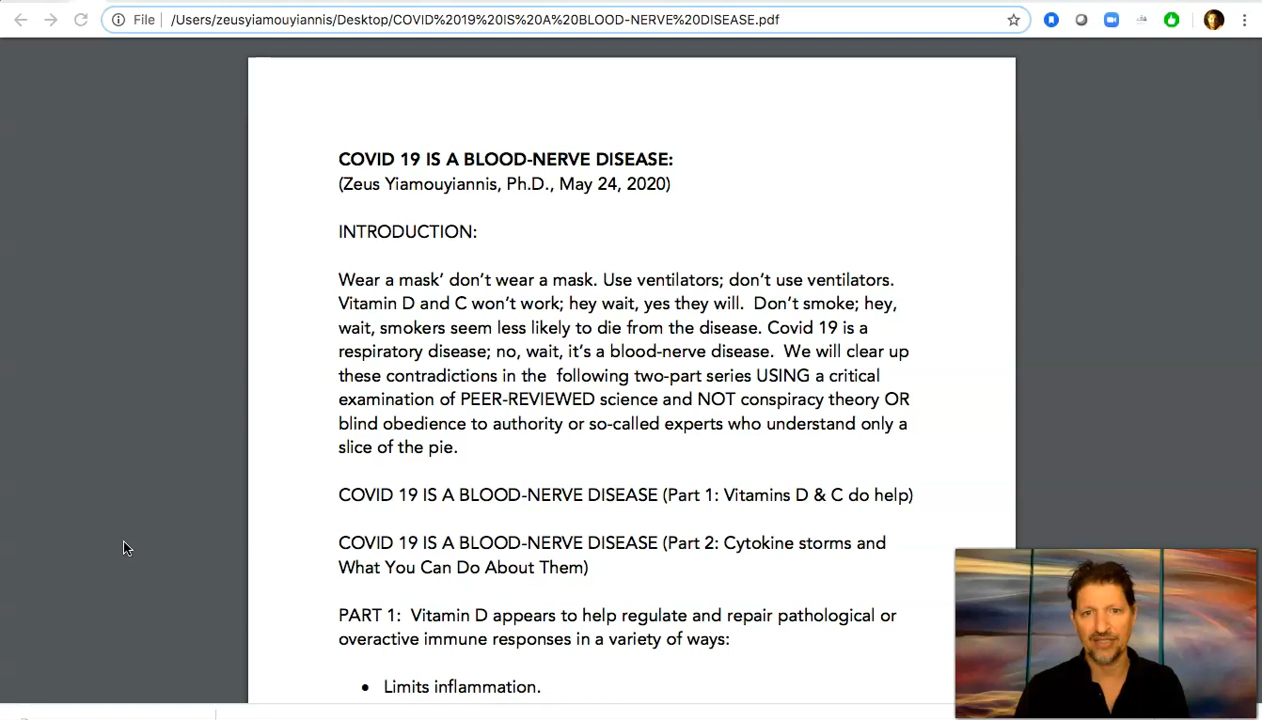 File
/Users/zeusyiamouyiannis/Desktop/COVID%2019%20IS%20A%20BLOOD-NERVE%20DISEASE.pdf
COVID 19 IS A BLOOD-NERVE DISEASE:
(Zeus Yiamouyiannis, Ph.D., May 24, 2020)
INTRODUCTION:
Wear a mask’ don’t wear a mask. Use ventilators; don’t use ventilators.
Vitamin D and C won’t work; hey wait, yes they will.  Don’t smoke; hey,
wait, smokers seem less likely to die from the disease. Covid 19 is a
respiratory disease; no, wait, it’s a blood-nerve disease.  We will clear up
these contradictions in the  following two-part series USING a critical
examination of PEER-REVIEWED science and NOT conspiracy theory OR
blind obedience to authority or so-called experts who understand only a
slice of the pie.
COVID 19 IS A BLOOD-NERVE DISEASE (Part 1: Vitamins D & C do help)
COVID 19 IS A BLOOD-NERVE DISEASE (Part 2: Cytokine storms and
What You Can Do About Them)
PART 1:  Vitamin D appears to help regulate and repair pathological or
overactive immune responses in a variety of ways:
• Limits inflammation.